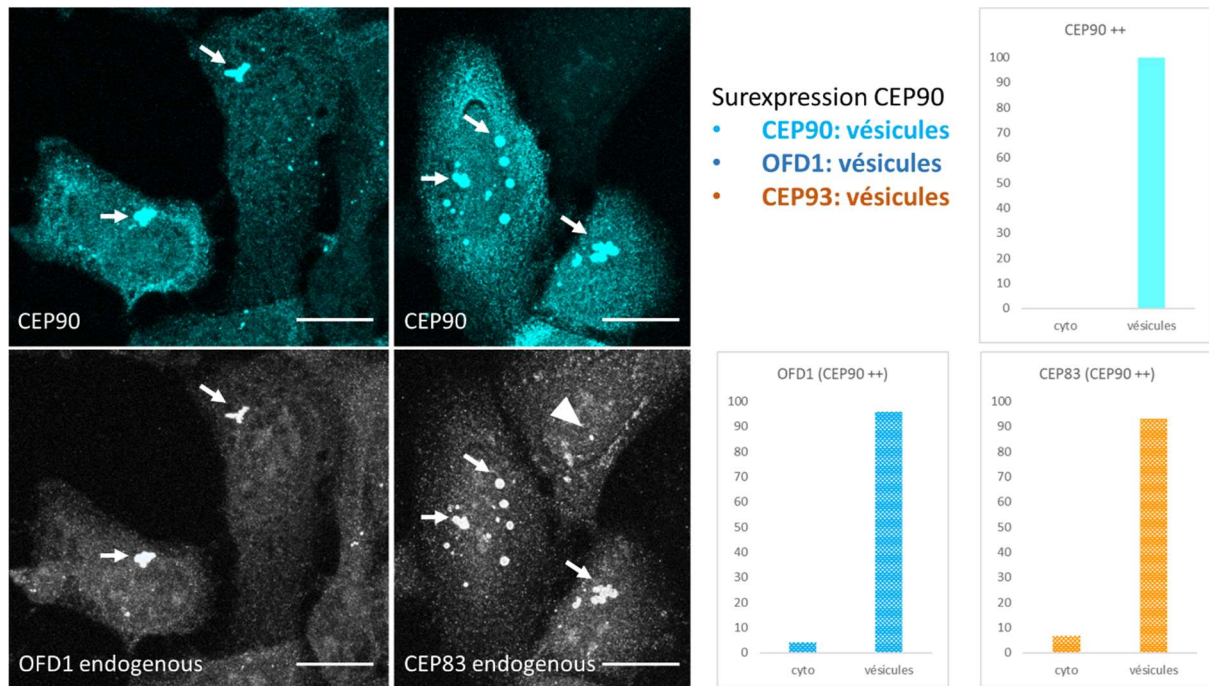 CEP90
CEP90
OFD1 endogenous
CEP83 endogenous
Surexpression CEP90
• CEP90: vésicules
• OFD1: vésicules
• CEP93: vésicules
CEP90 ++
100
90
80
70
60
50
40
30
20
10
0
cyto vésicules
OFD1 (CEP90 ++)
100
90
80
70
60
50
40
30
20
10
0
cyto vésicules
CEP83 (CEP90 ++)
100
90
80
70
60
50
40
30
20
10
0
cyto vésicules